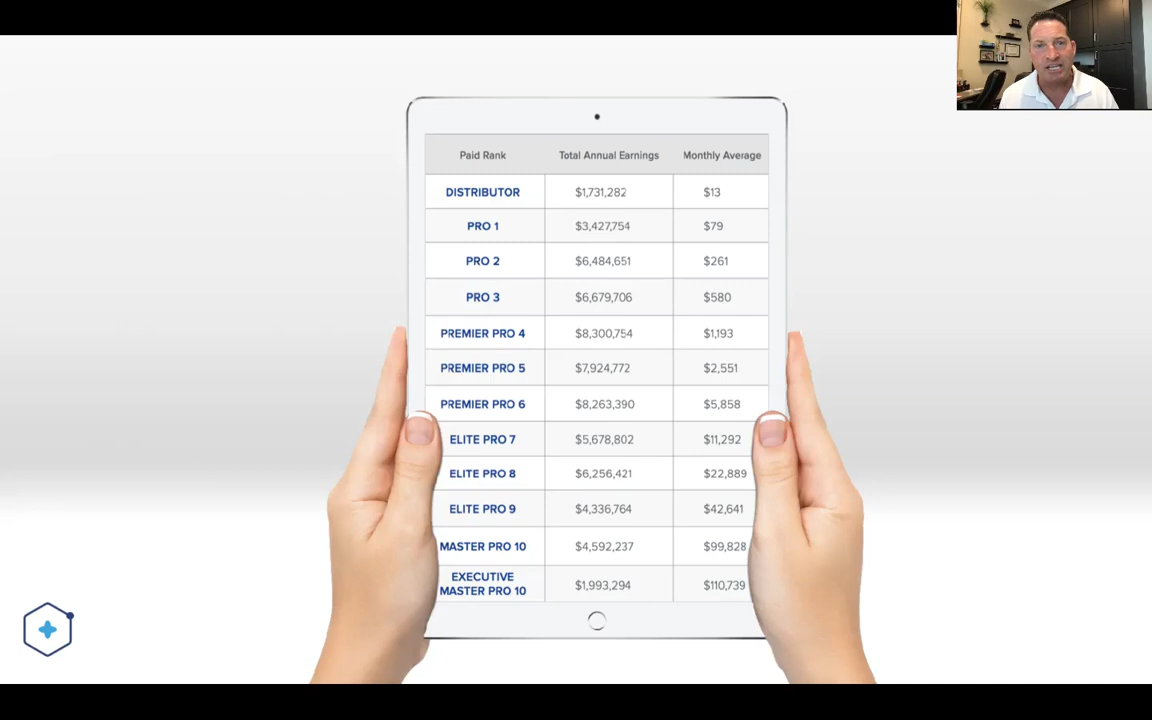 Paid Rank Total Annual Earnings Monthly Average
DISTRIBUTOR $1,731,282 $13
PRO 1 $3,427,754 $79
PRO 2 $6,484,651 $261
PRO 3 $6,679,706 $580
PREMIER PRO 4 $8,300,754 $1,193
PREMIER PRO 5 $7,924,772 $2,551
PREMIER PRO 6 $8,263,390 $5,858
ELITE PRO 7 $5,678,802 $11,292
ELITE PRO 8 $6,256,421 $22,889
ELITE PRO 9 $4,336,764 $42,641
MASTER PRO 10 $4,592,237 $99,828
EXECUTIVE
MASTER PRO 10 $1,993,294 $110,739